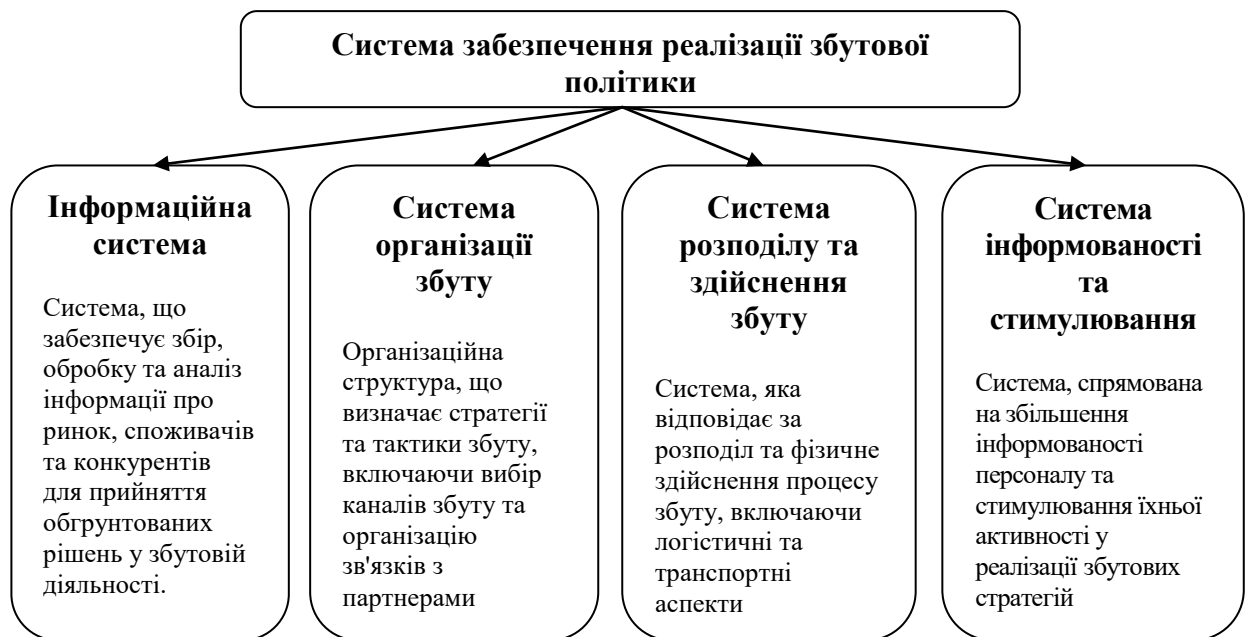 Система забезпечення реалізації збутової
політики
Інформаційна
система
Система, що
забезпечує збір,
обробку та аналіз
інформації про
ринок, споживачів
та конкурентів
для прийняття
обгрунтованих
рішень у збутовій
діяльності.
Система
організації
збуту
Організаційна
структура, що
визначає стратегії
та тактики збуту,
включаючи вибір
каналів збуту та
організацію
зв'язків з
партнерами
Система
розподілу та
здійснення
збуту
Система, яка
відповідає за
розподіл та фізичне
здійснення процесу
збуту, включаючи
логістичні та
транспортні
аспекти
Система
інформованості
та
стимулювання
Система, спрямована
на збільшення
інформованості
персоналу та
стимулювання їхньої
активності у
реалізації збутових
стратегій